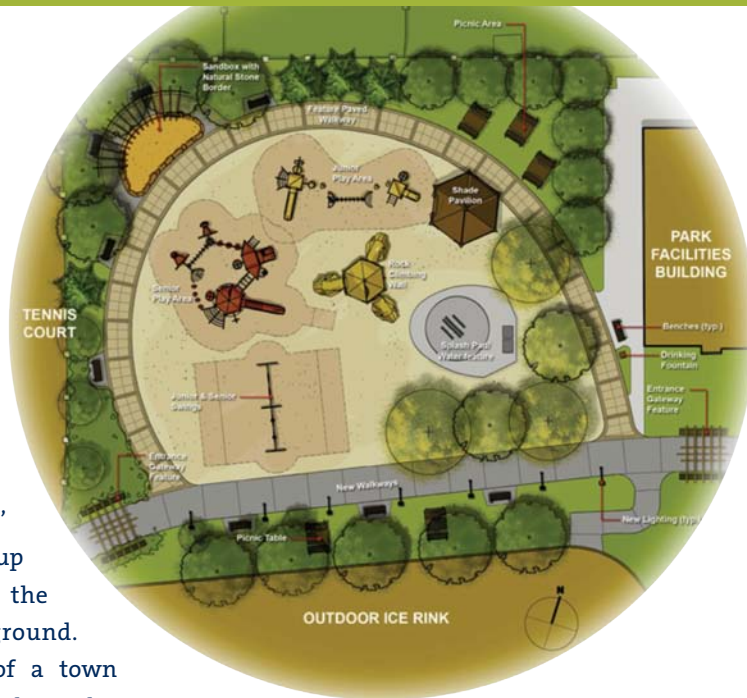 Picnic Area
Sandbox with
Natural Stone
Border
Feature Paved
Walkway
Junior
Play Area
Shade
Pavilion
PARK
FACILITIES
BUILDING
Rock
Climbing
Wall
Senior
Play Area
TENNIS
COURT
Splash Pad/
Water feature
Benches (typ.)
Drinking
Fountain
Entrance
Gateway
Feature
Junior & Senior
Swings
Entrance
Gateway
Feature
New Walkways
New Lighting (typ.)
Picnic Table
OUTDOOR ICE RINK
N
,
up
the
ground.
of a town